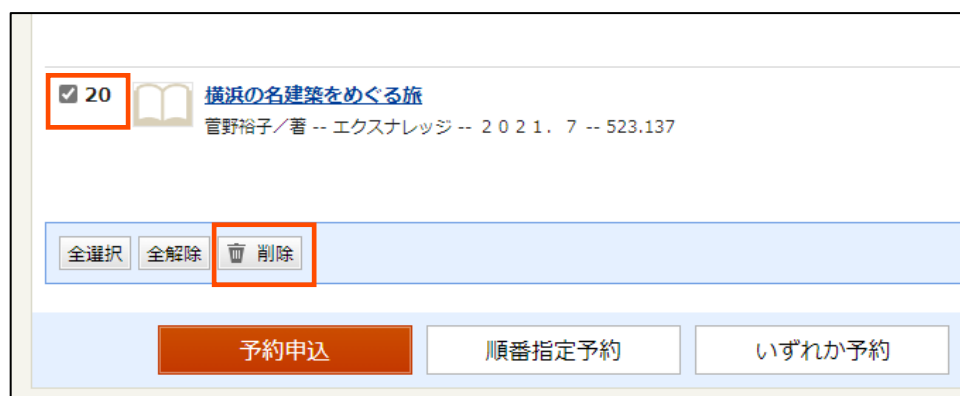 20
横浜の名建築をめぐる旅
菅野裕子／著 -- エクスナレッジ -- ２０２１．７ -- 523.137
全選択 全解除 削除
予約申込 順番指定予約 いずれか予約